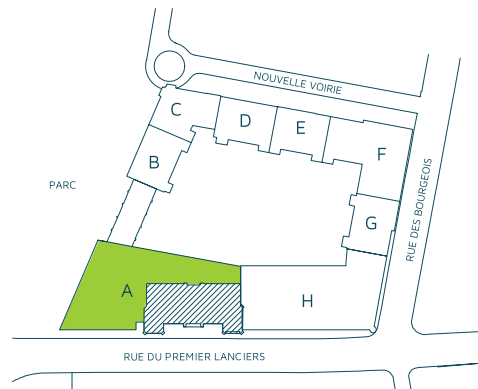 NOUVELLE VOIRIE
C
D
E
F
B
PARC
G
RUE DES BOURGEOIS
A
H
RUE DU PREMIER LANCIERS